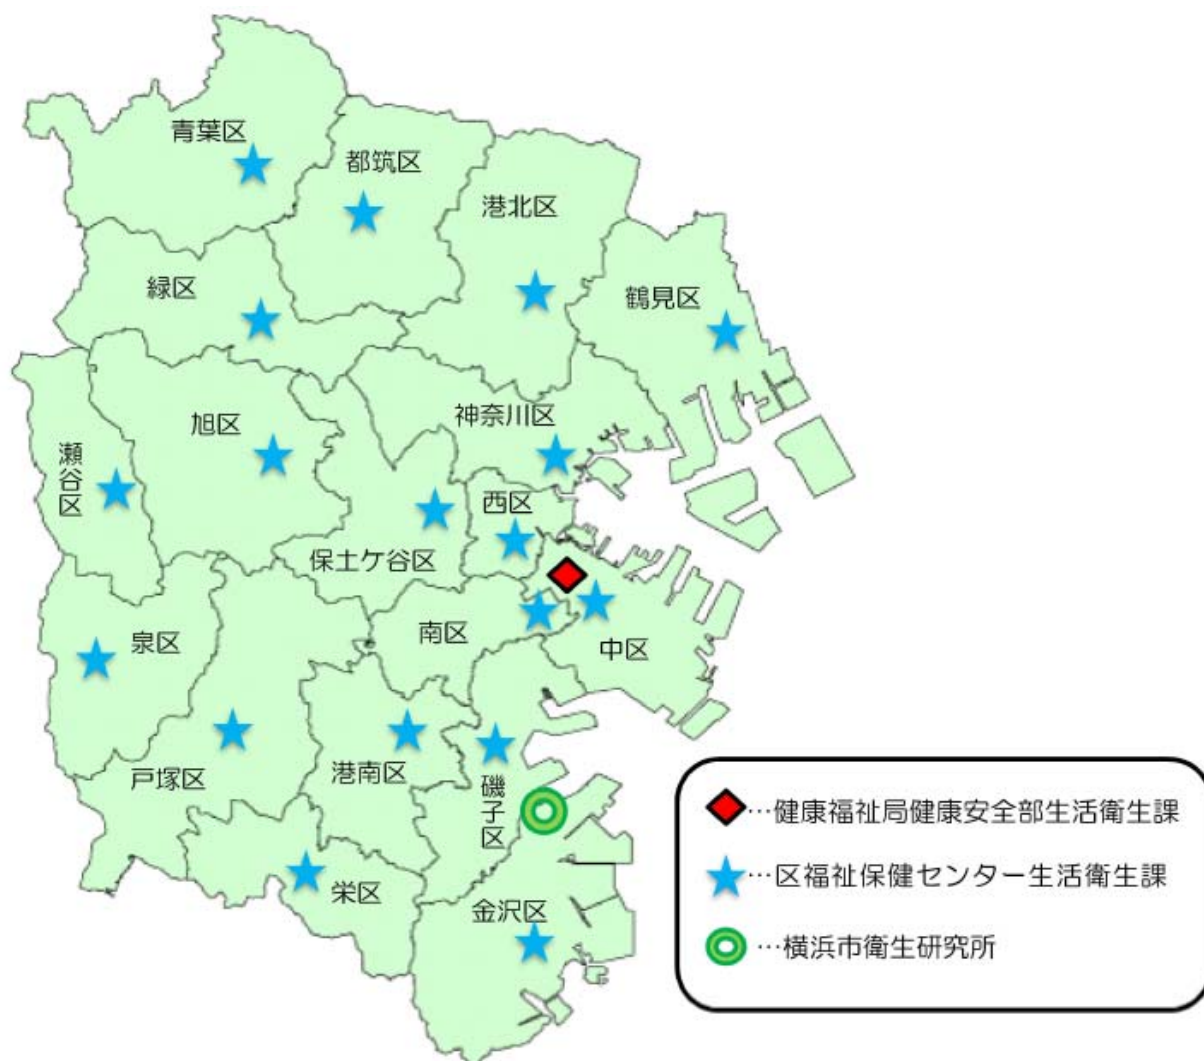 青葉区
都筑区
港北区
緑区
鶴見区
旭区
神奈川区
瀬谷区
西区
保土ケ谷区
泉区
南区
中区
戸塚区
港南区
磯子区
栄区
金沢区
…健康福祉局健康安全部生活衛生課
…区福祉保健センター生活衛生課
…横浜市衛生研究所